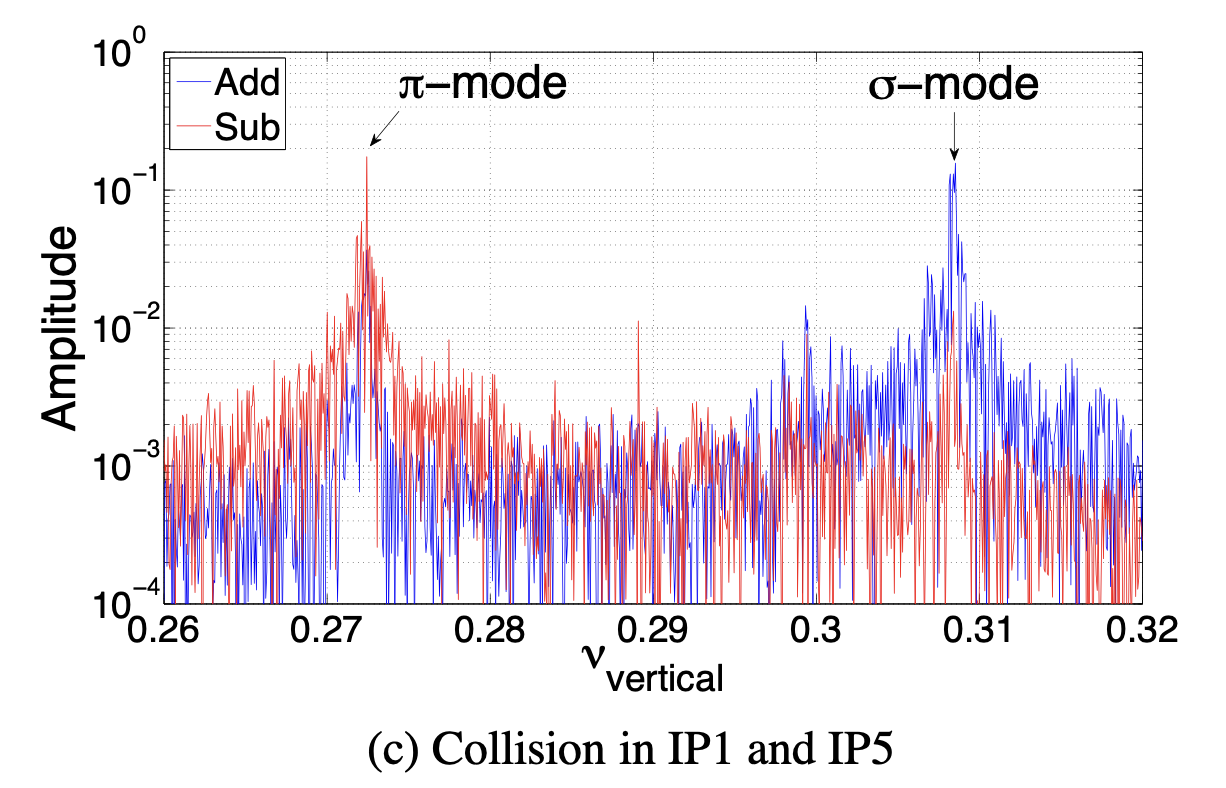 10^0
Add
Sub
π–mode
σ–mode
10^−1
10^−2
10^−3
10^−4
Amplitude
0.26 0.27 0.28 0.29 0.3 0.31 0.32
ν_vertical
(c) Collision in IP1 and IP5